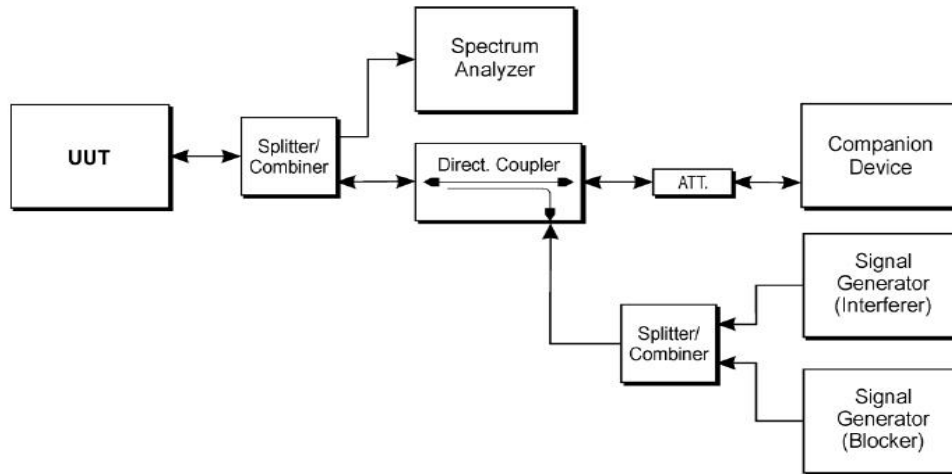 Spectrum
Analyzer
UUT
Splitter/
Combiner
Direct. Coupler
ATT.
Companion
Device
Signal
Generator
(Interferer)
Splitter/
Combiner
Signal
Generator
(Blocker)